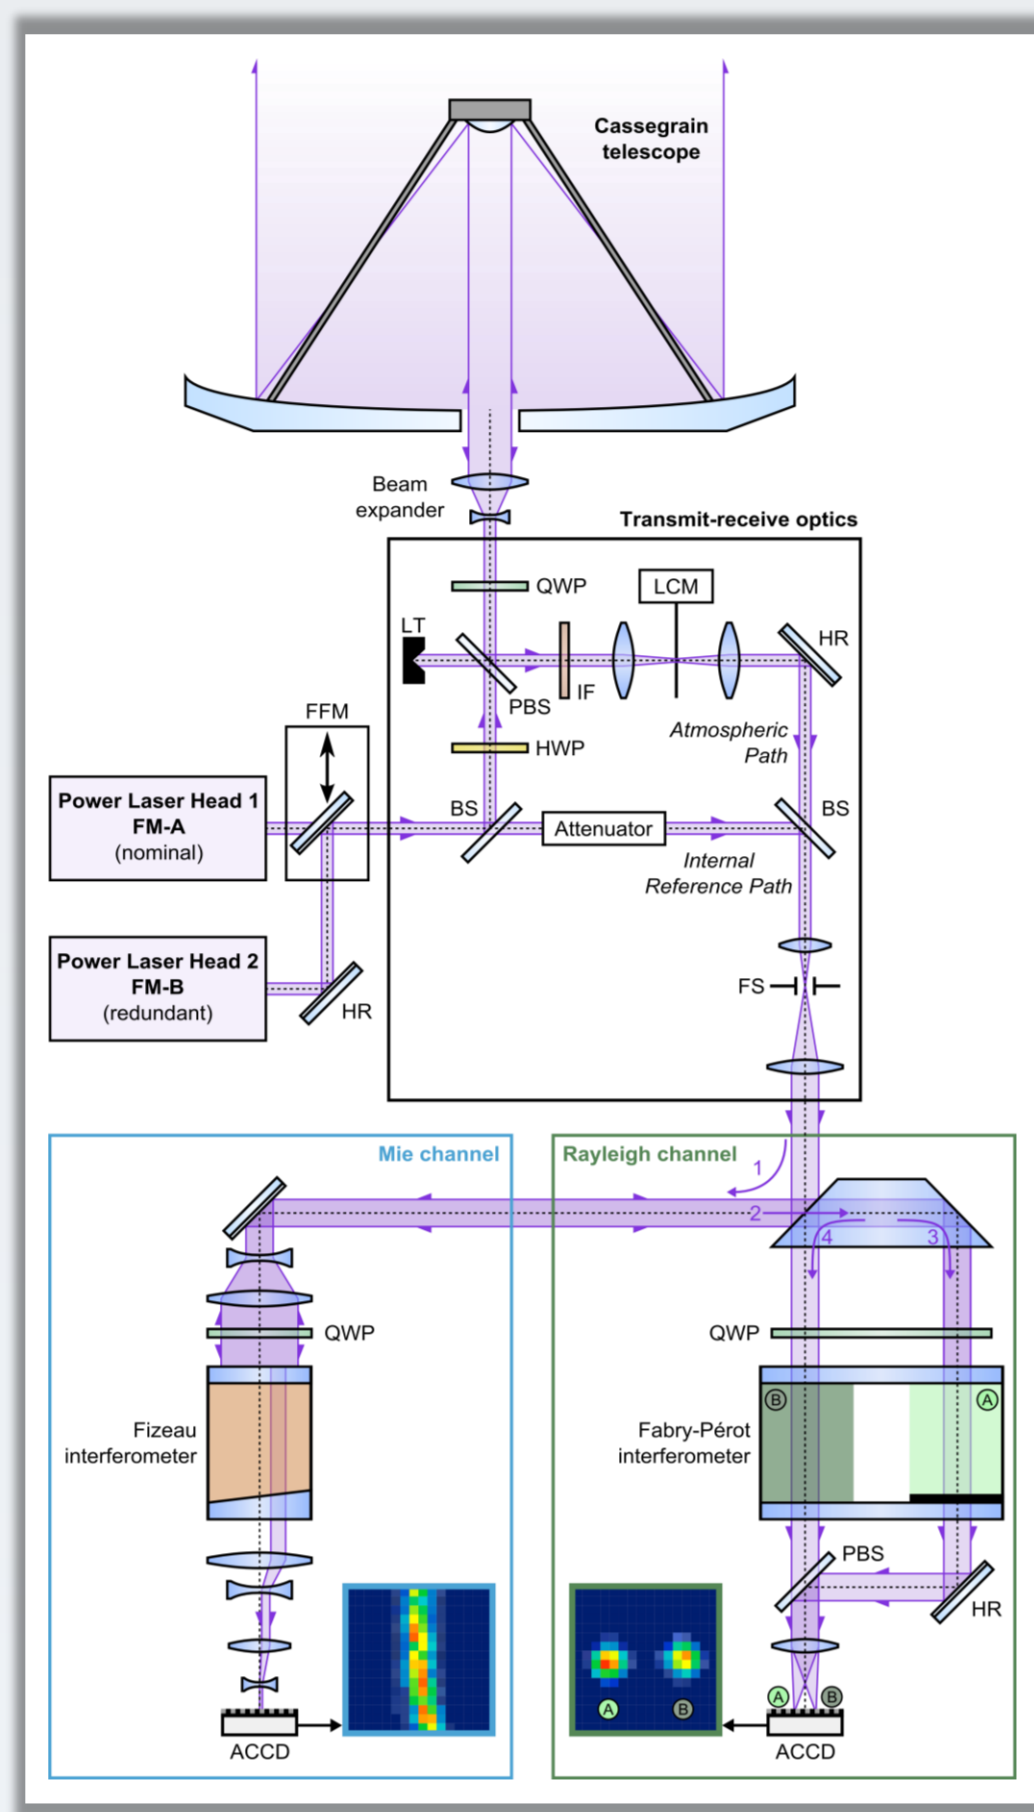 Cassegrain
telescope
Beam
expander
Transmit-receive optics
QWP
LCM
LT
HR
PBS
IF
FFM
HWP
Atmospheric
Path
Power Laser Head 1
FM-A
(nominal)
BS
Attenuator
BS
Internal
Reference Path
Power Laser Head 2
FM-B
(redundant)
HR
FS
Mie channel
Rayleigh channel
1
2
4
3
QWP
QWP
B
A
Fizeau
interferometer
Fabry-Pérot
interferometer
PBS
HR
A
B
A
B
ACCD
ACCD